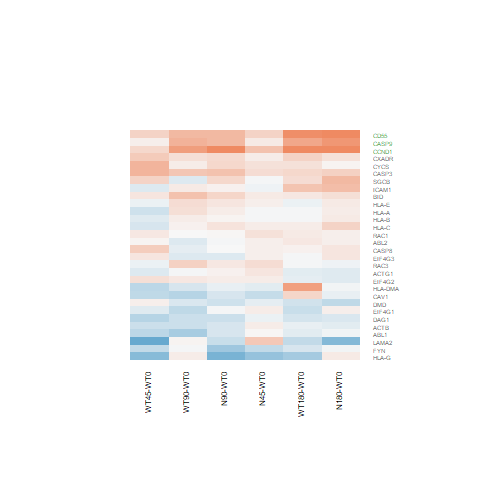 CD55
CASP9
CCND1
CXADR
CYCS
CASP3
SGCB
ICAM1
BID
HLA-E
HLA-A
HLA-B
HLA-C
RAC1
ABL2
CASP8
EIF4G3
RAC3
ACTG1
EIF4G2
HLA-DMA
CAV1
DMD
EIF4G1
DAG1
ACTB
ABL1
LAMA2
FYN
HLA-G
WT45-WT0
WT90-WT0
N90-WT0
N45-WT0
WT180-WT0
N180-WT0